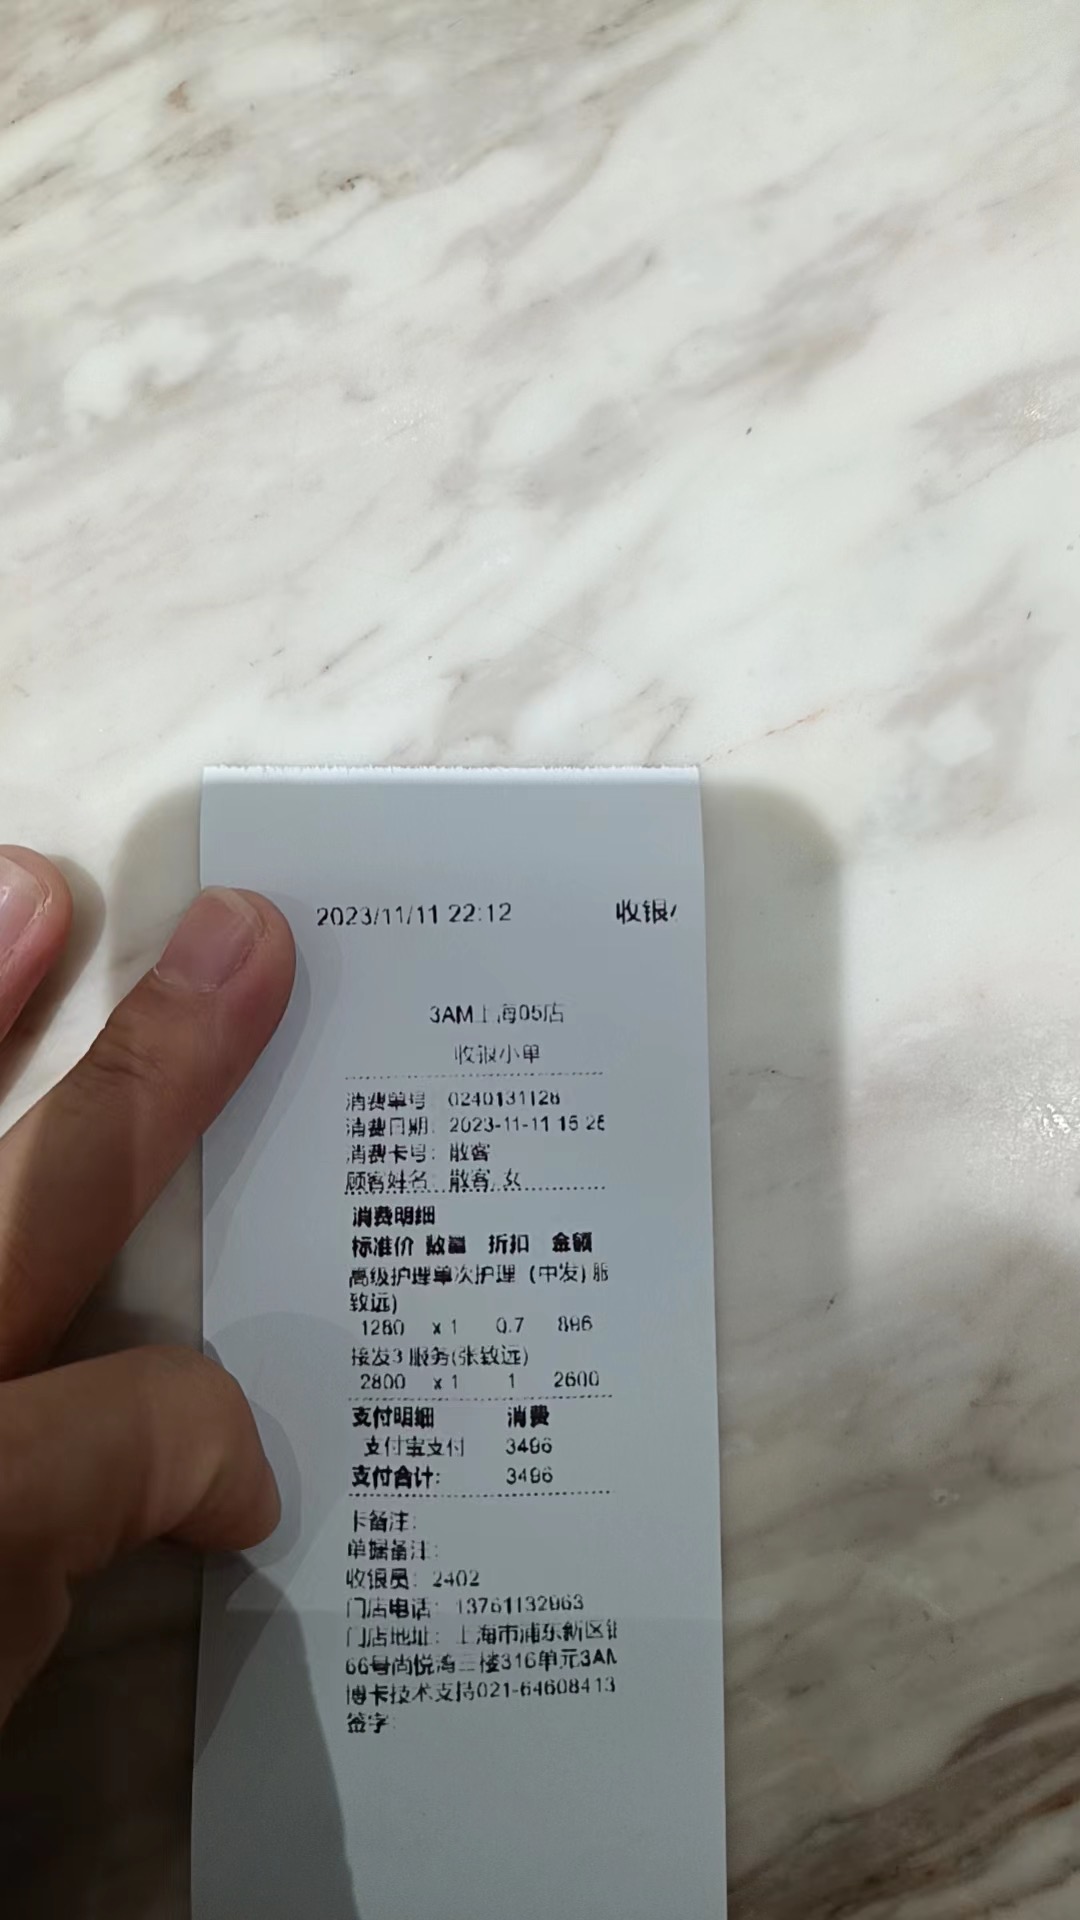 2023/11/11 22:12 收银
3AM上海05店
收银小单
消费单号: 0240131128
消费日期: 2023-11-11 15:2
消费卡号: 散客
顾客姓名: 散客,女
消费明细
标准价 数量 折扣 金额
高级护理单次护理 (中发) 服
致远)
1280 x 1 0.7 896
接发3 服务(张致远)
2800 x 1 1 2600
支付明细 消费
支付宝支付 3496
支付合计: 3496
卡备注:
单据备注:
收银员: 2402
门店电话: 13761132963
门店地址: 上海市浦东新区
66号尚悦湾三楼316单元3AM
博卡技术支持021-64608413
签字: